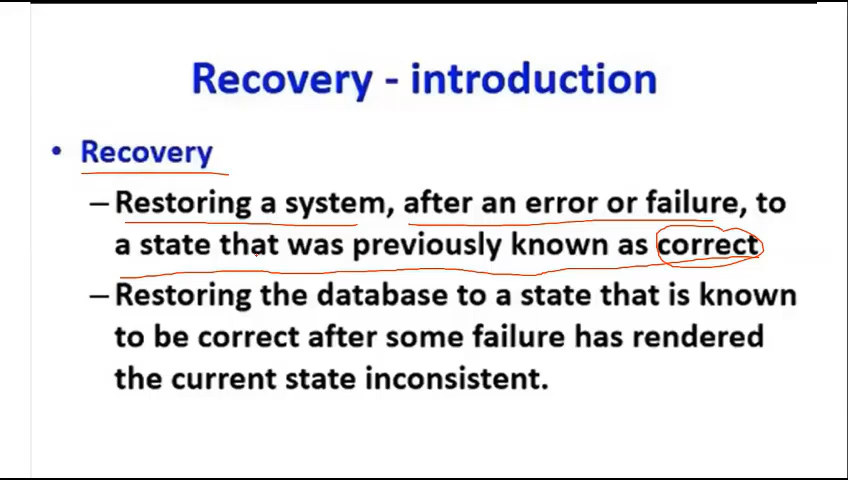 Recovery - introduction
• Recovery
– Restoring a system, after an error or failure, to
a state that was previously known as correct
– Restoring the database to a state that is known
to be correct after some failure has rendered
the current state inconsistent.